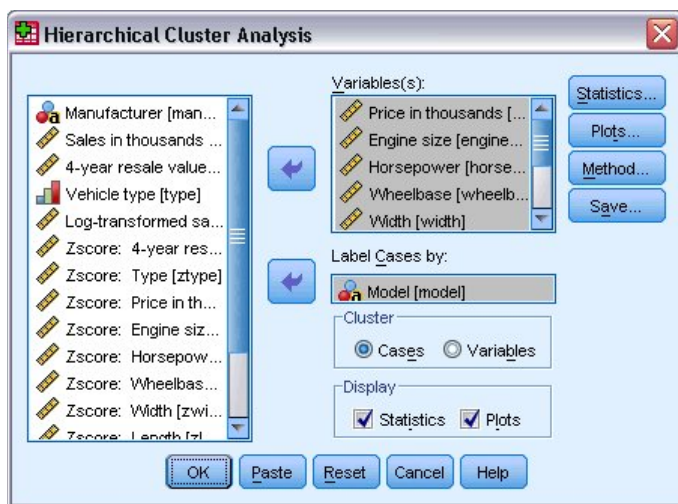 Hierarchical Cluster Analysis
Manufacturer [man...
Sales in thousands ...
4-year resale value...
Vehicle type [type]
Log-transformed sa...
Zscore: 4-year res...
Zscore: Type [ztype]
Zscore: Price in th...
Zscore: Engine siz...
Zscore: Horsepow...
Zscore: Wheelbas...
Zscore: Width [zwi...
Zscore: Length [zl...
Variables(s):
Price in thousands [...
Engine size [engine...
Horsepower [horse...
Wheelbase [wheelb...
Width [width]
Label Cases by:
Model [model]
Cluster
Cases Variables
Display
Statistics Plots
Statistics...
Plots...
Method...
Save...
OK Paste Reset Cancel Help